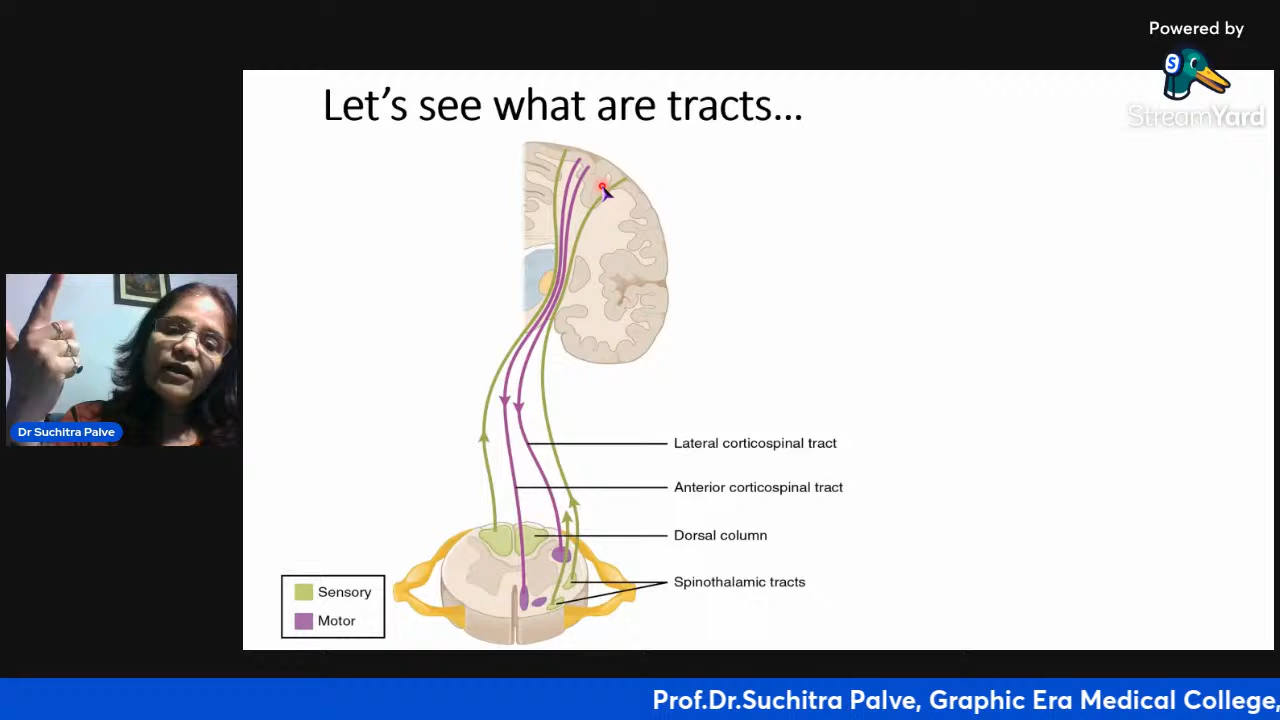 Powered by
S
StreamYard
Let's see what are tracts...
Lateral corticospinal tract
Anterior corticospinal tract
Dorsal column
Spinothalamic tracts
Sensory
Motor
Dr Suchitra Palve
Prof.Dr.Suchitra Palve, Graphic Era Medical College,